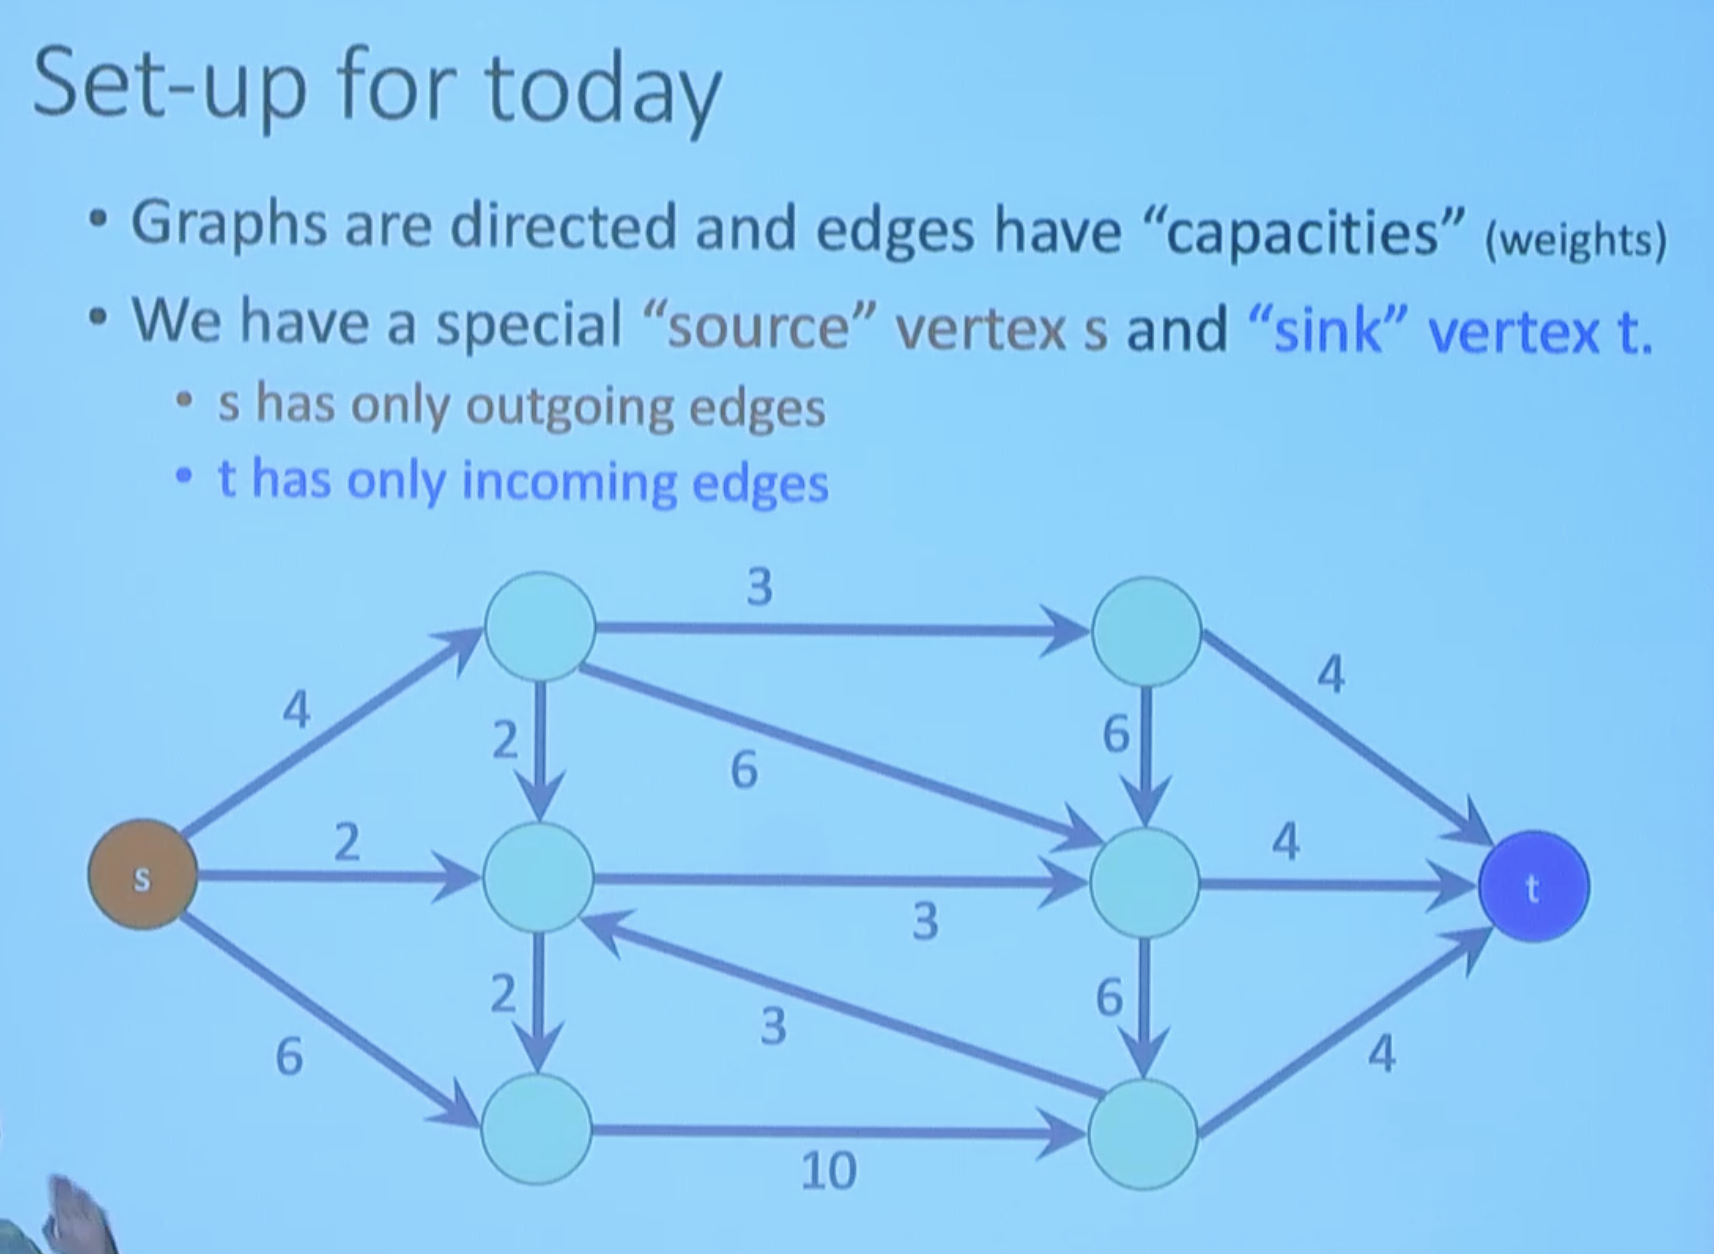 Set-up for today
• Graphs are directed and edges have “capacities” (weights)
• We have a special “source” vertex s and “sink” vertex t.
• s has only outgoing edges
• t has only incoming edges
3
4
4
2
6
6
2
4
s
t
3
2
6
3
6
4
10